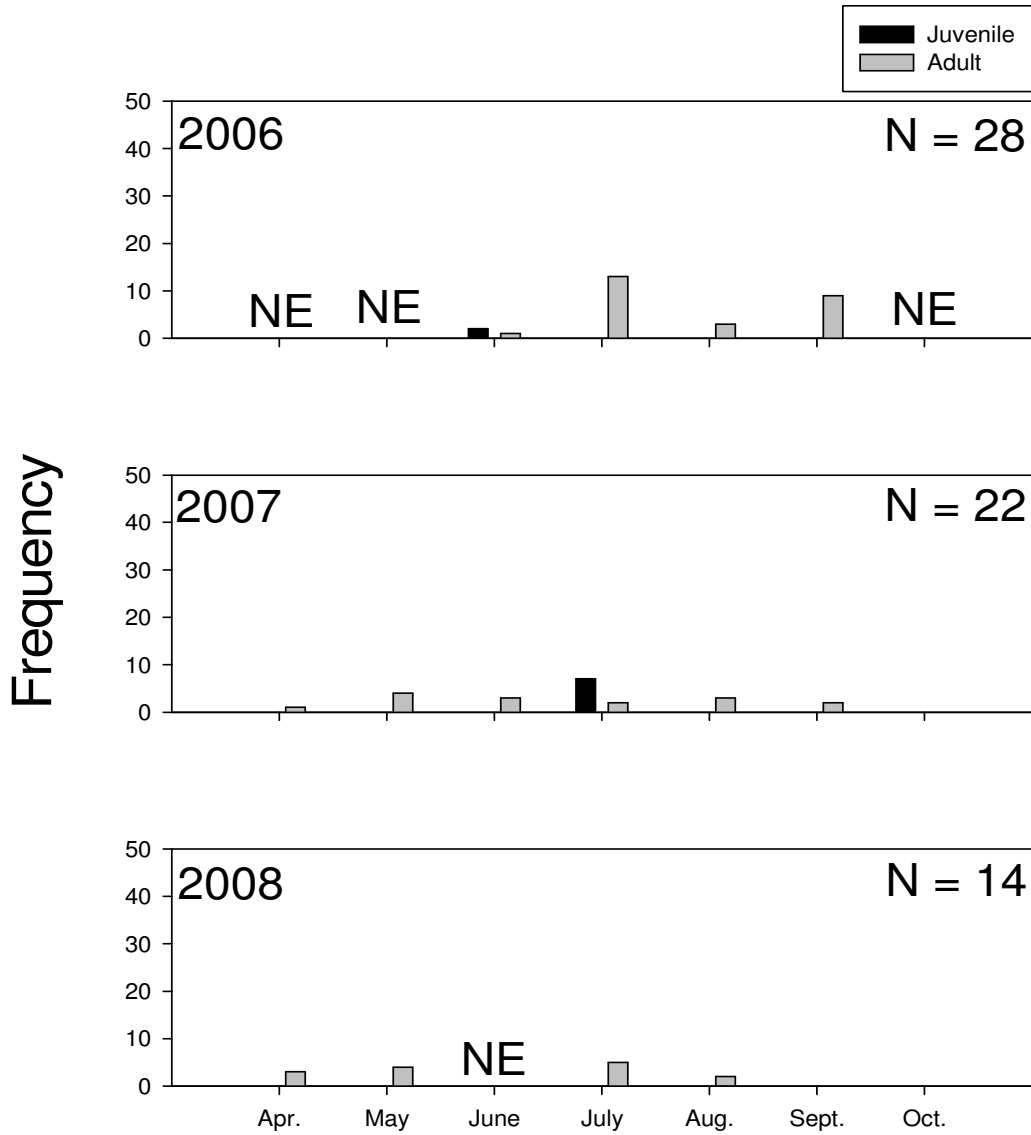 Juvenile
Adult
50
2006
N = 28
40
30
20
10
NE
NE
NE
0
Frequency
50
2007
N = 22
40
30
20
10
0
50
2008
N = 14
40
30
20
10
NE
0
Apr.
May
June
July
Aug.
Sept.
Oct.